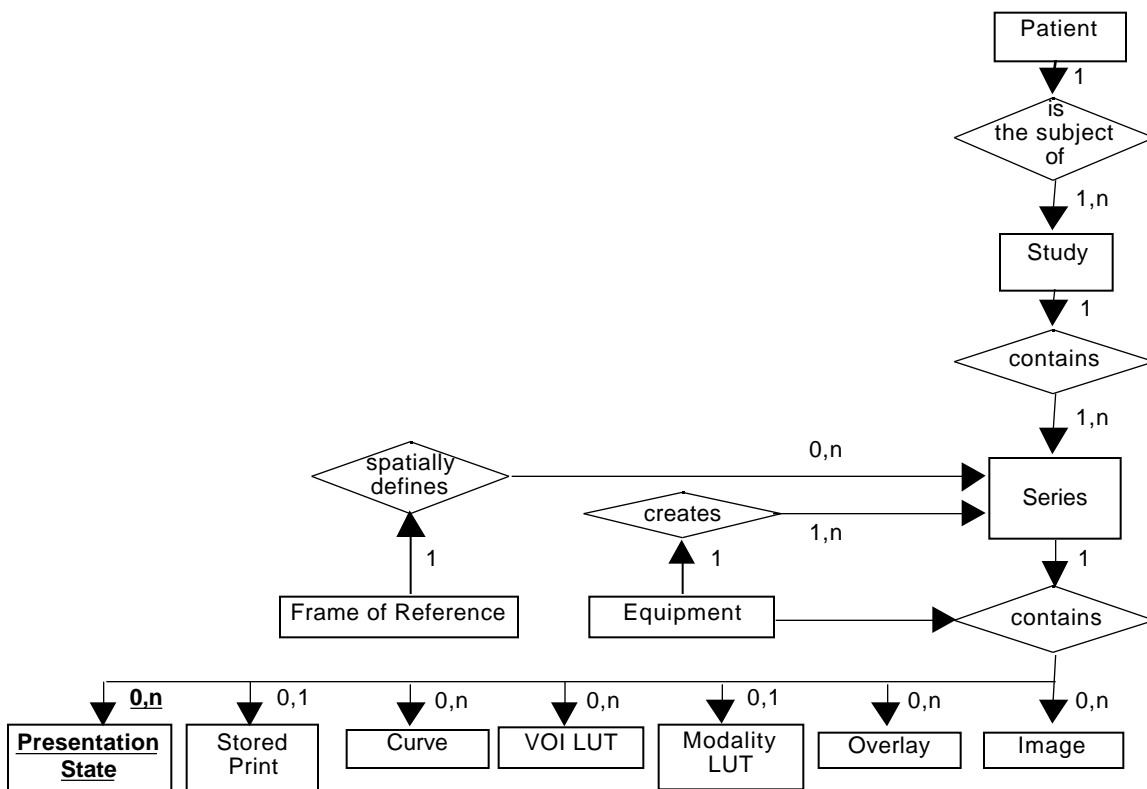 Patient
1
is
the subject
of
1,n
Study
1
contains
1,n
spatially
defines
0,n
Series
creates
1,n
1
1
1
Frame of Reference
Equipment
contains
0,n
0,1
0,n
0,n
0,1
0,n
0,n
Presentation
State
Stored
Print
Curve
VOI LUT
Modality
LUT
Overlay
Image